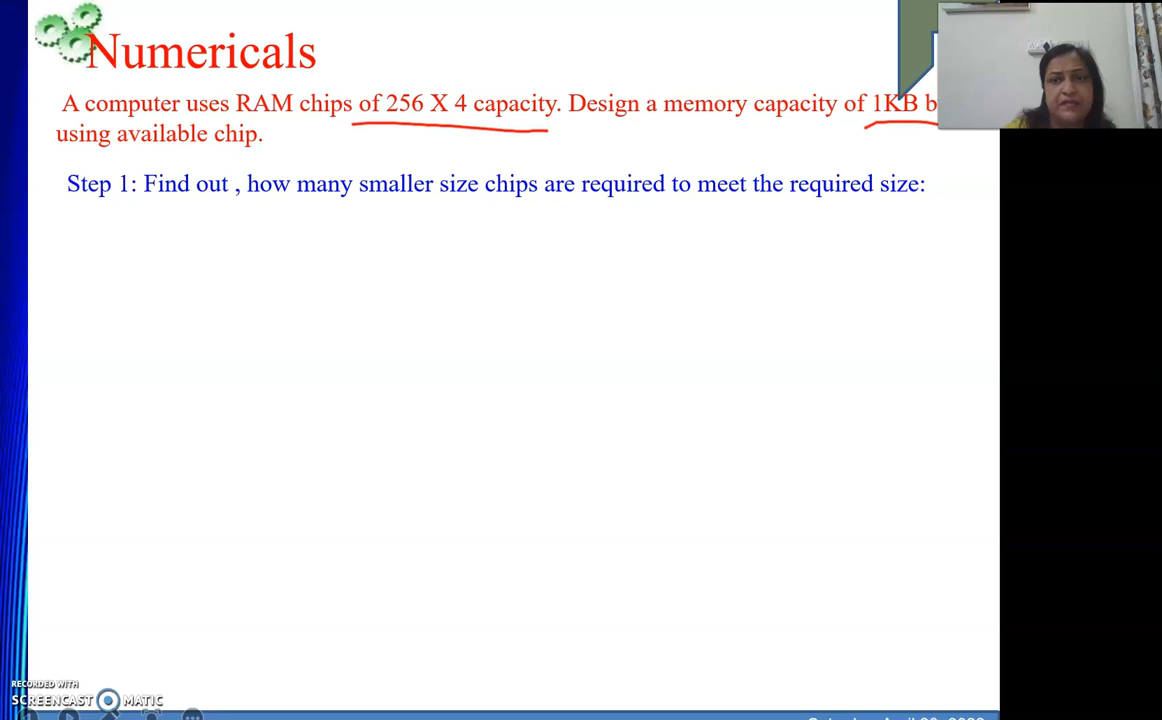 Numericals
A computer uses RAM chips of 256 X 4 capacity. Design a memory capacity of 1KB
using available chip.
Step 1: Find out , how many smaller size chips are required to meet the required size:
RECORDED WITH
SCREENCAST MATIC